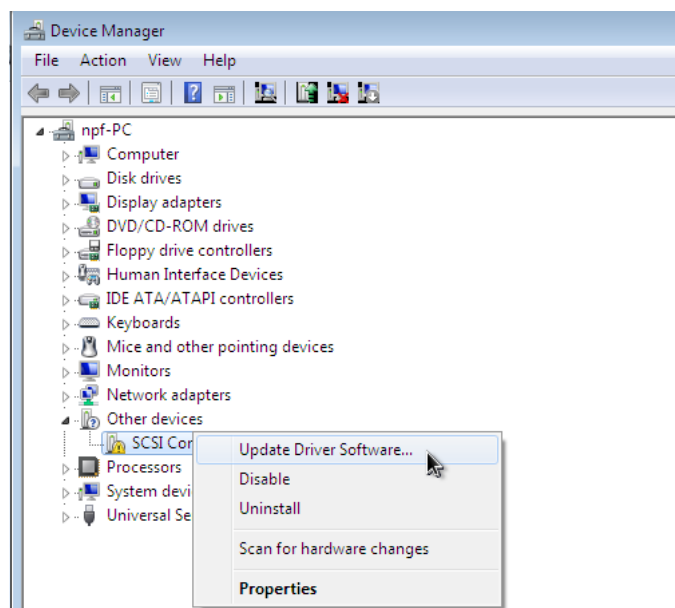 Device Manager
File Action View Help
npf-PC
Computer
Disk drives
Display adapters
DVD/CD-ROM drives
Floppy drive controllers
Human Interface Devices
IDE ATA/ATAPI controllers
Keyboards
Mice and other pointing devices
Monitors
Network adapters
Other devices
SCSI Con
Update Driver Software...
Disable
Processors
System devi
Uninstall
Universal Se
Scan for hardware changes
Properties